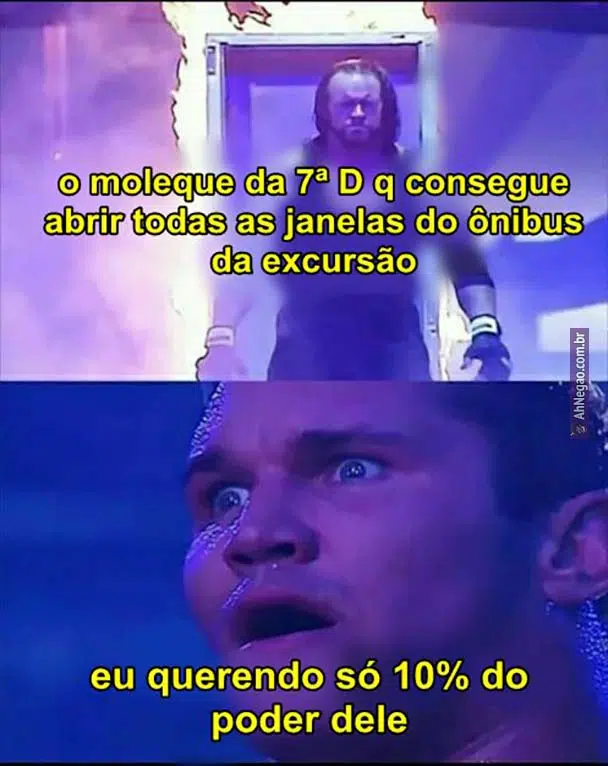 o moleque da 7ª D q consegue
abrir todas as janelas do ônibus
da excursão
AhNegao.com.br
eu querendo só 10% do
poder dele